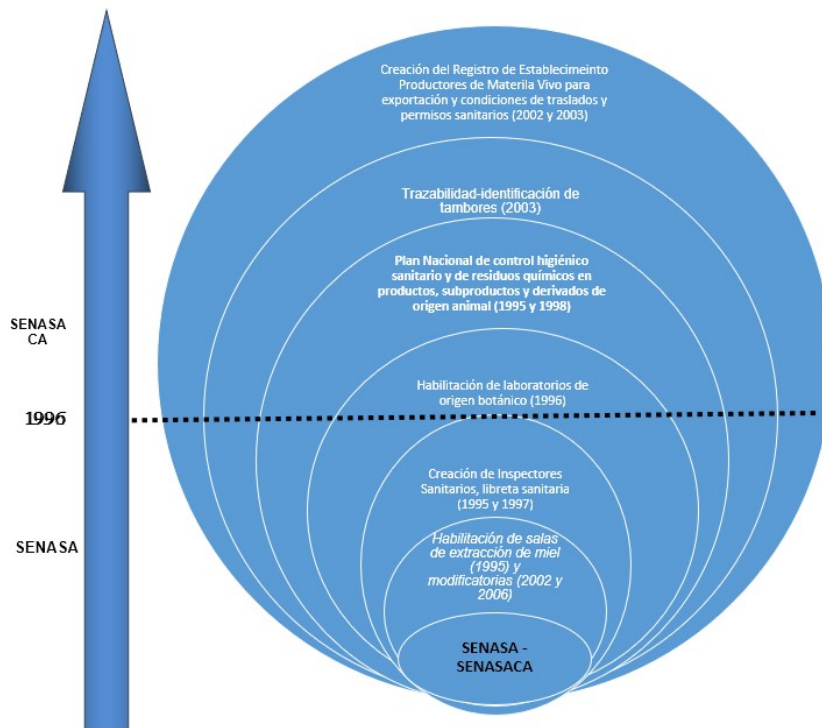 Creación del Registro de Establecimeinto
Productores de Materila Vivo para
exportación y condiciones de traslados y
permisos sanitarios (2002 y 2003)
Trazabilidad-identificación de
tambores (2003)
Plan Nacional de control higiénico
sanitario y de residuos químicos en
productos, subproductos y derivados de
origen animal (1995 y 1998)
SENASA
CA
Habilitación de laboratorios de
origen botánico (1996)
1996
Creación de Inspectores
Sanitarios, libreta sanitaria
(1995 y 1997)
SENASA
Habilitación de salas
de extracción de miel
(1995) y
modificatorias (2002 y
2006)
SENASA -
SENASACA